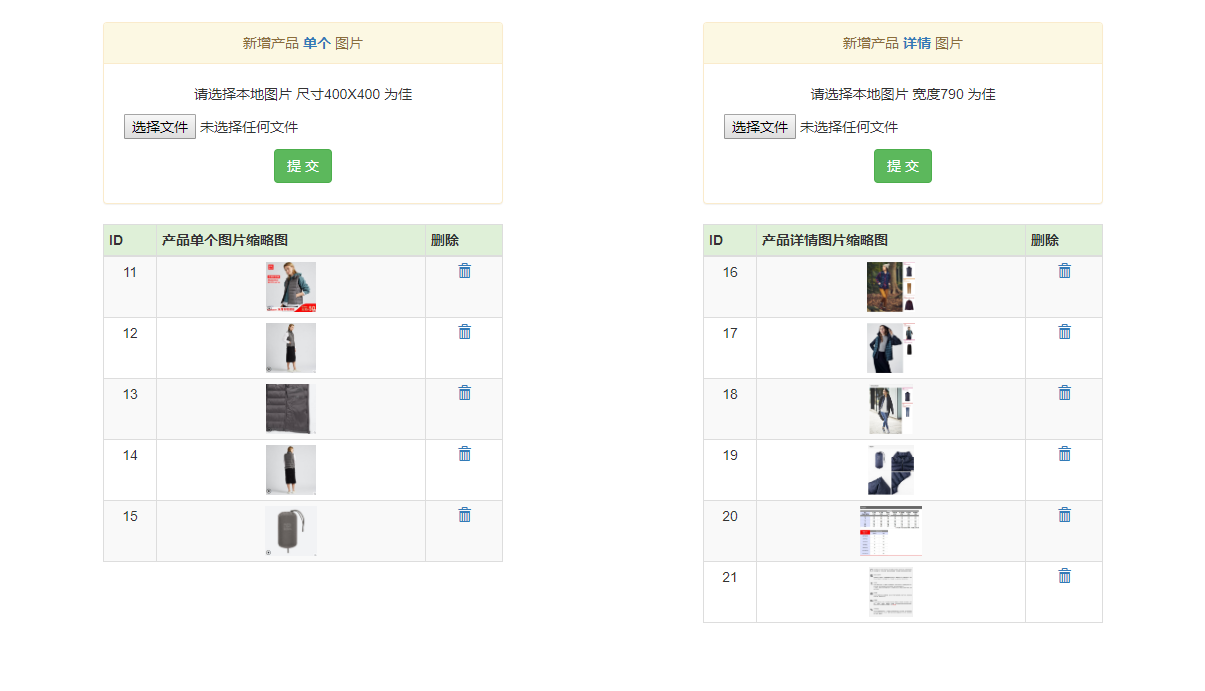 新增产品 单个 图片
请选择本地图片 尺寸400X400 为佳
选择文件 未选择任何文件
提 交
ID 产品单个图片缩略图 删除
11
12
13
14
15
新增产品 详情 图片
请选择本地图片 宽度790 为佳
选择文件 未选择任何文件
提 交
ID 产品详情图片缩略图 删除
16
17
18
19
20
21